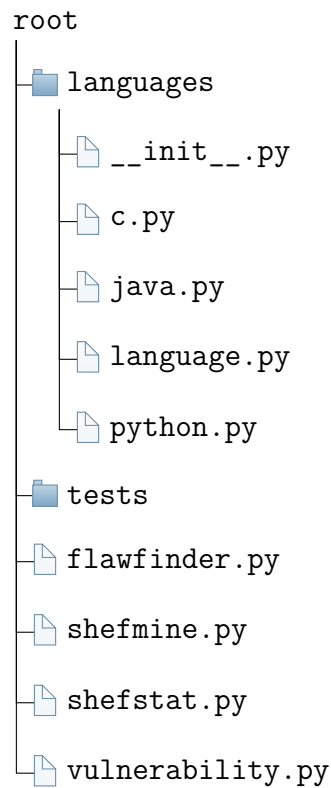 root
languages
__init__.py
c.py
java.py
language.py
python.py
tests
flawfinder.py
shefmine.py
shefstat.py
vulnerability.py